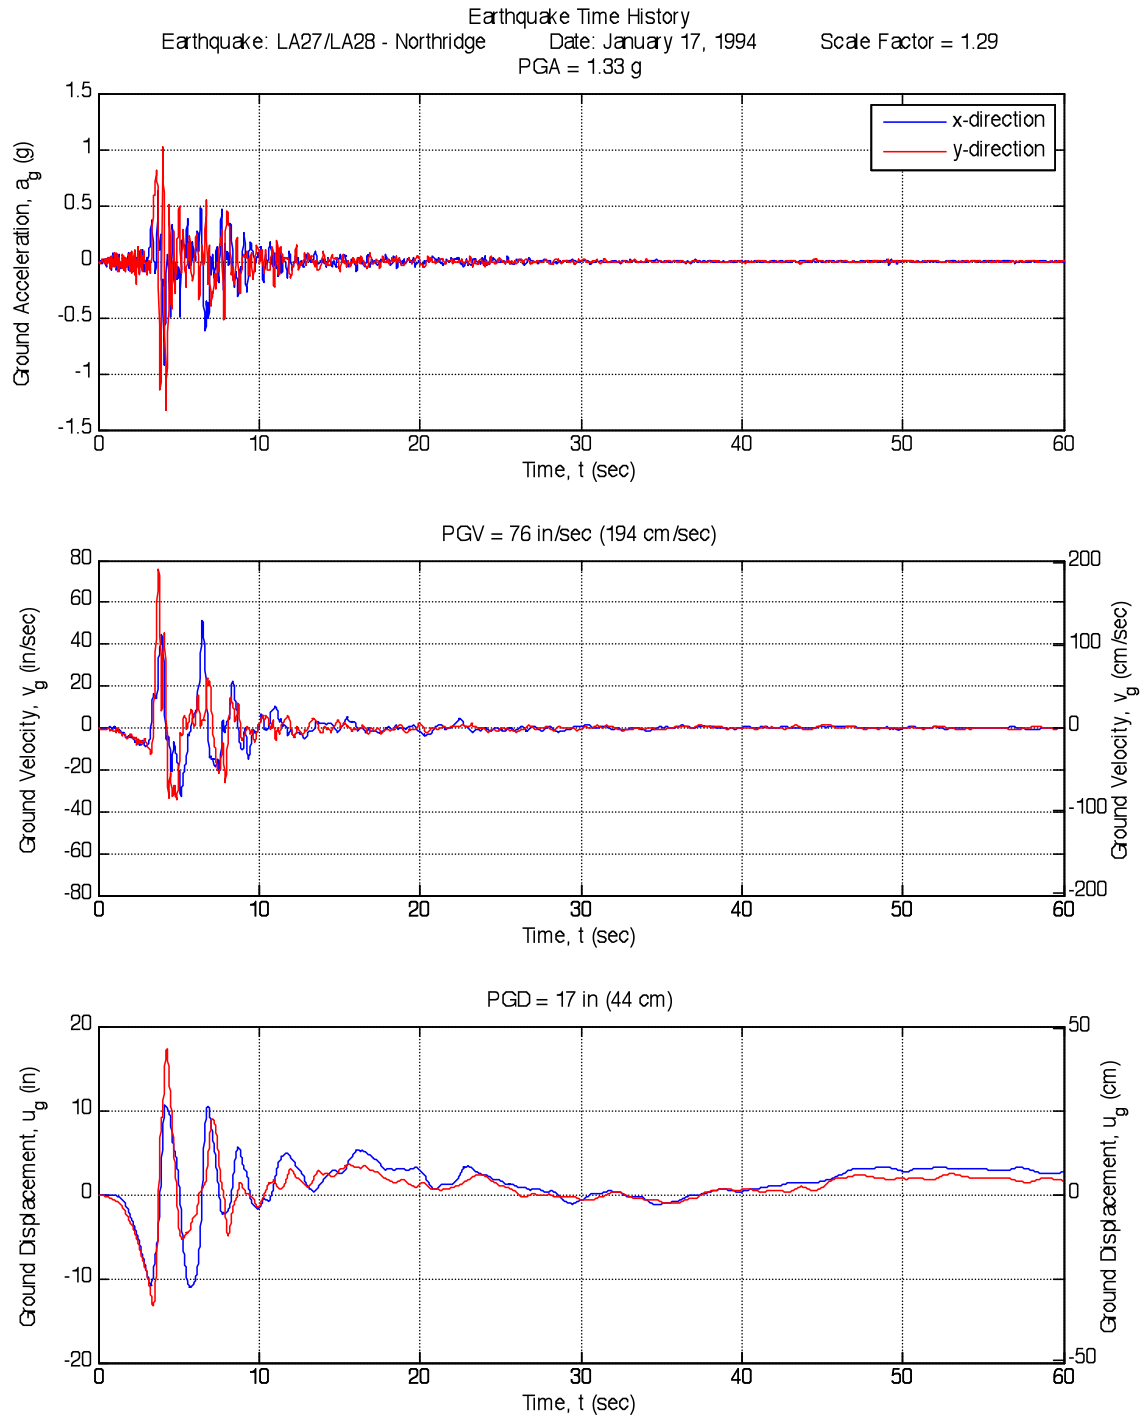 Earthquake Time History
Earthquake: LA27/LA28 - Northridge Date: January 17, 1994 Scale Factor = 1.29
PGA = 1.33 g
1.5
1
0.5
0
-0.5
-1
-1.5
Ground Acceleration, a_g (g)
x-direction
y-direction
0 10 20 30 40 50 60
Time, t (sec)
PGV = 76 in/sec (194 cm/sec)
80
60
40
20
0
-20
-40
-60
-80
Ground Velocity, v_g (in/sec)
200
100
0
-100
-200
Ground Velocity, v_g (cm/sec)
0 10 20 30 40 50 60
Time, t (sec)
PGD = 17 in (44 cm)
20
10
0
-10
-20
Ground Displacement, u_g (in)
50
0
-50
Ground Displacement, u_g (cm)
0 10 20 30 40 50 60
Time, t (sec)